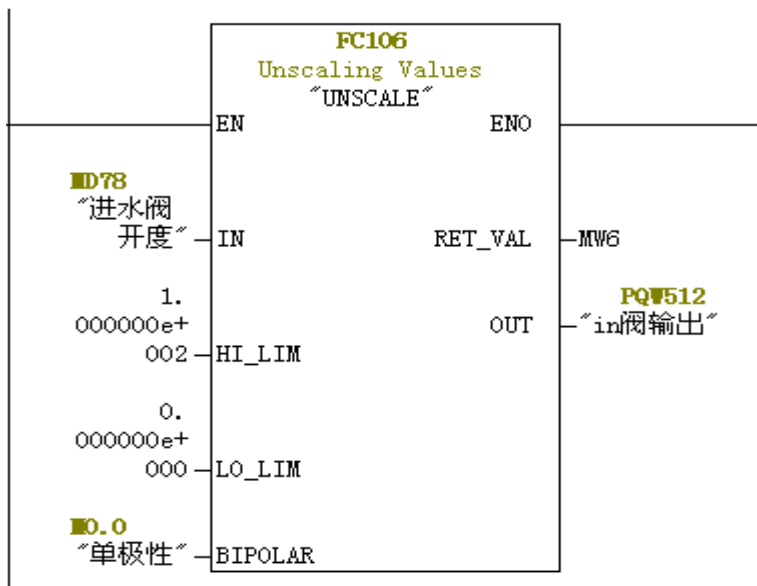 FC106
Unscaling Values
"UNSCALE"
EN ENO
MD78
"进水阀
开度" IN RET_VAL MW6
1. PQW512
000000e+ OUT "in阀输出"
002 HI_LIM
0.
000000e+
000 LO_LIM
M0.0
"单极性" BIPOLAR